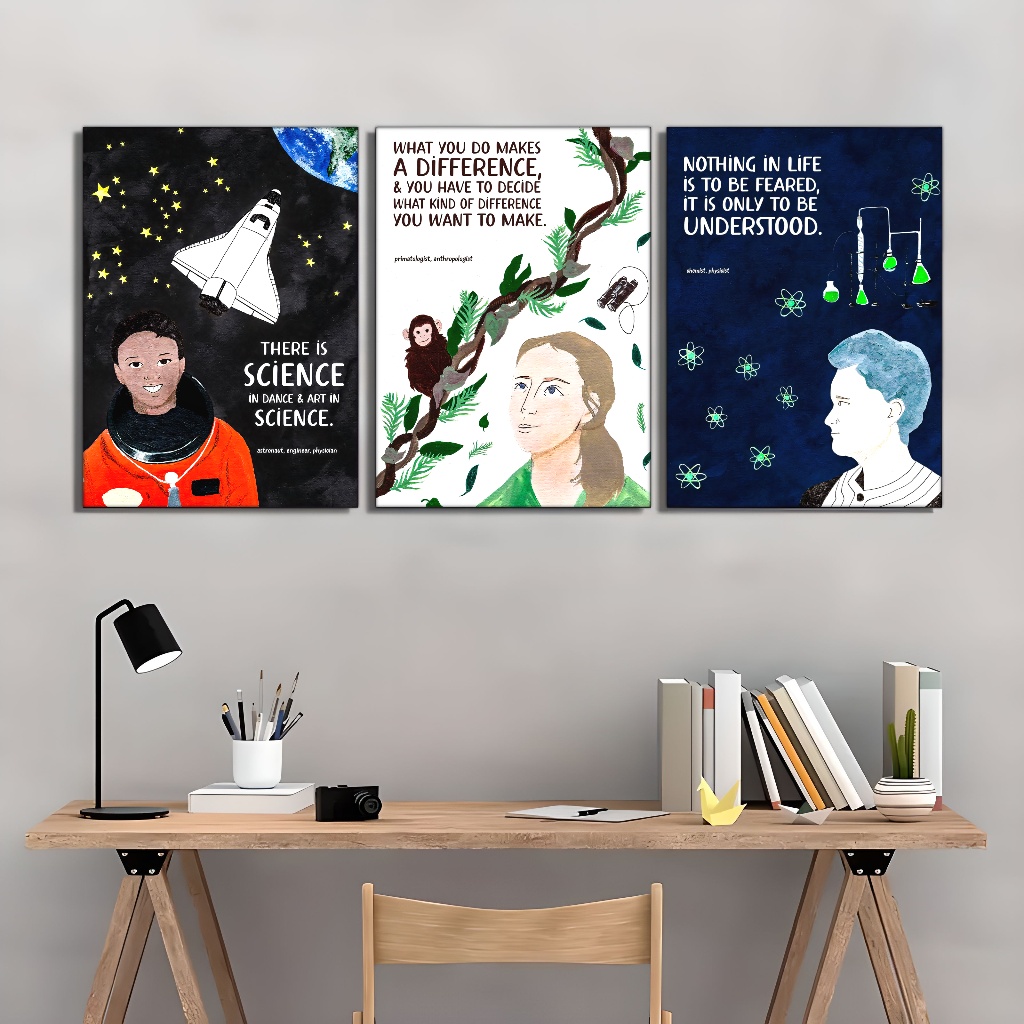 THERE IS
SCIENCE
IN DANCE & ART IN
SCIENCE.
astronaut, engineer, physician
WHAT YOU DO MAKES
A DIFFERENCE,
& YOU HAVE TO DECIDE
WHAT KIND OF DIFFERENCE
YOU WANT TO MAKE.
primatologist, anthropologist
NOTHING IN LIFE
IS TO BE FEARED,
IT IS ONLY TO BE
UNDERSTOOD.
chemist, physicist